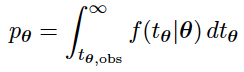 p_θ = ∫_{t_{θ,obs}}^{∞} f(t_θ|θ) dt_θ